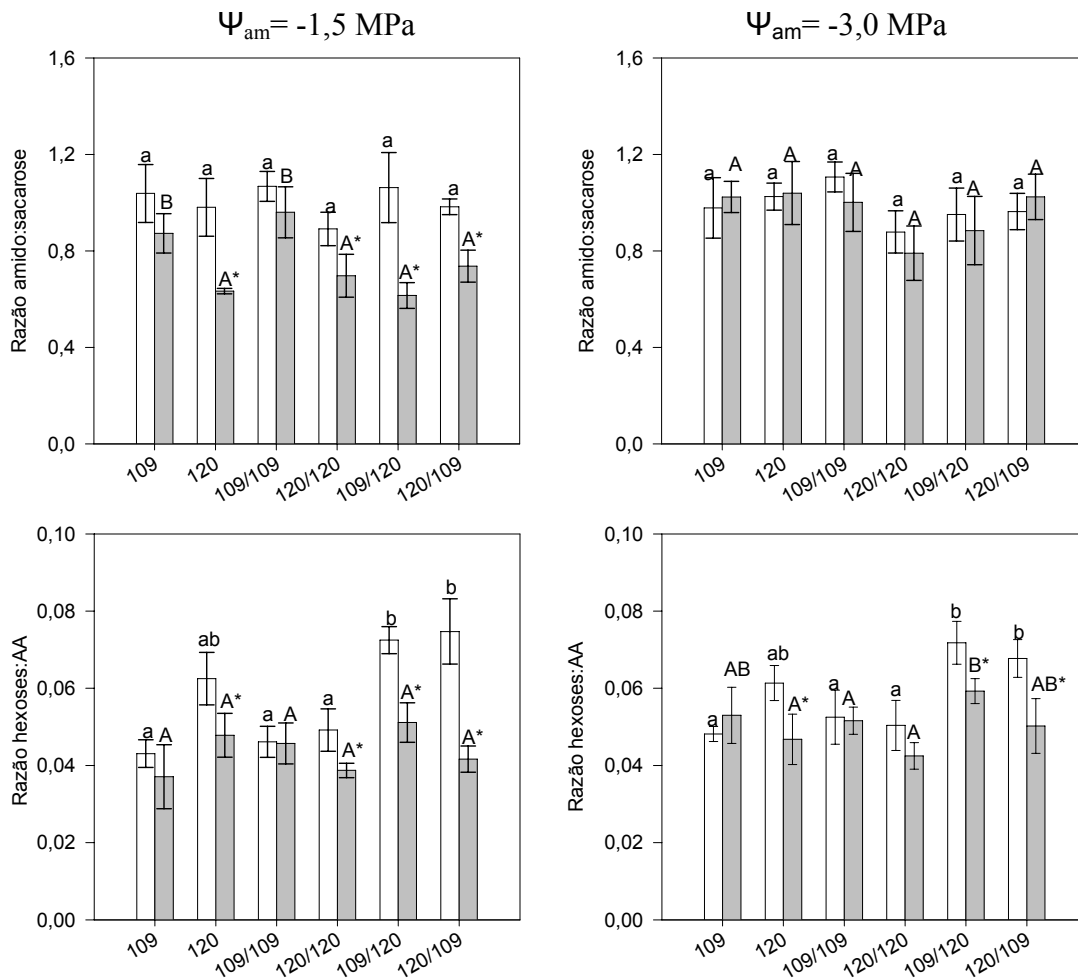 Ψam= -1,5 MPa
Ψam= -3,0 MPa
Razão amido:sacarose
1,6
1,2
0,8
0,4
0,0
a B a A* a B a A* a A* a A*
109 120 109/109 120/120 109/120 120/109
Razão amido:sacarose
1,6
1,2
0,8
0,4
0,0
a A a A a A a A a A a A
109 120 109/109 120/120 109/120 120/109
Razão hexoses:AA
0,10
0,08
0,06
0,04
0,02
0,00
a A ab A* a A a A* b A* b A*
109 120 109/109 120/120 109/120 120/109
Razão hexoses:AA
0,10
0,08
0,06
0,04
0,02
0,00
a AB ab A* a A a A b B* b AB*
109 120 109/109 120/120 109/120 120/109